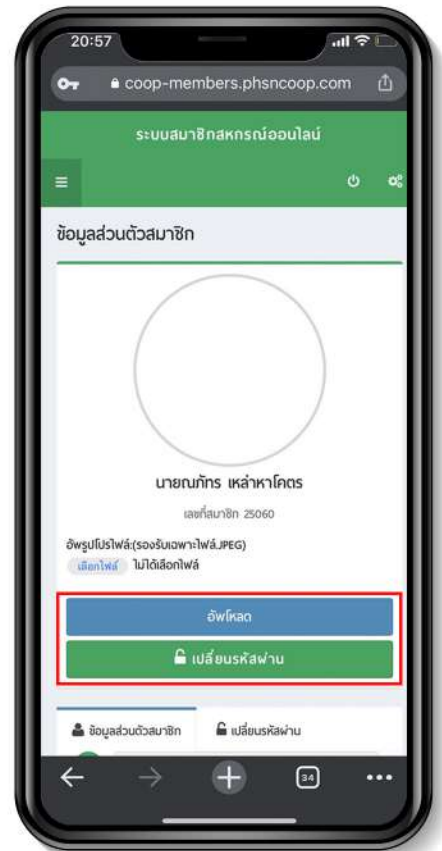 20:57
coop-members.phsncoop.com
ระบบสมาชิกสหกรณ์ออนไลน์
ข้อมูลส่วนตัวสมาชิก
นายณภัทร เหล่าหาโคตร
เลขที่สมาชิก 25060
อัพรูปโปรไฟล์:(รองรับเฉพาะไฟล์.JPEG)
เลือกไฟล์ ไม่ได้เลือกไฟล์
อัพโหลด
เปลี่ยนรหัสผ่าน
ข้อมูลส่วนตัวสมาชิก เปลี่ยนรหัสผ่าน
34